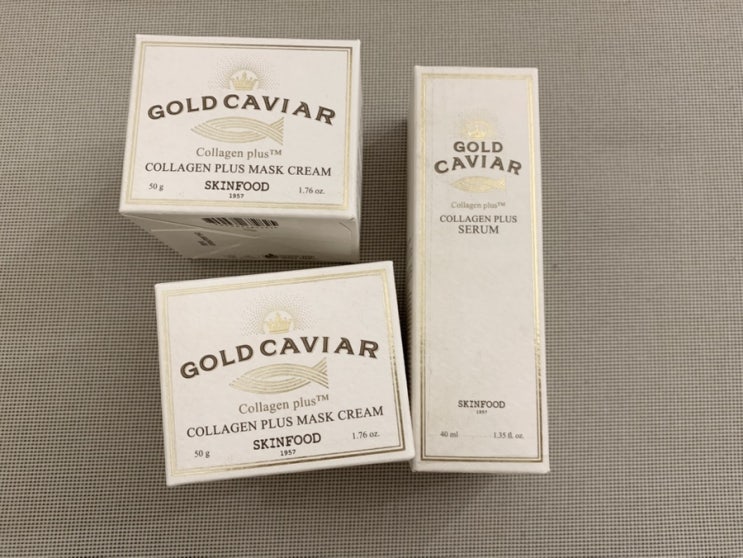 GOLD CAVIAR
Collagen plus™
COLLAGEN PLUS MASK CREAM
50 g SKINFOOD 1.76 oz.
1957
GOLD CAVIAR
Collagen plus™
COLLAGEN PLUS MASK CREAM
50 g SKINFOOD 1.76 oz.
1957
GOLD
CAVIAR
Collagen plus™
COLLAGEN PLUS
SERUM
SKINFOOD
1957
40 ml 1.35 fl. oz.